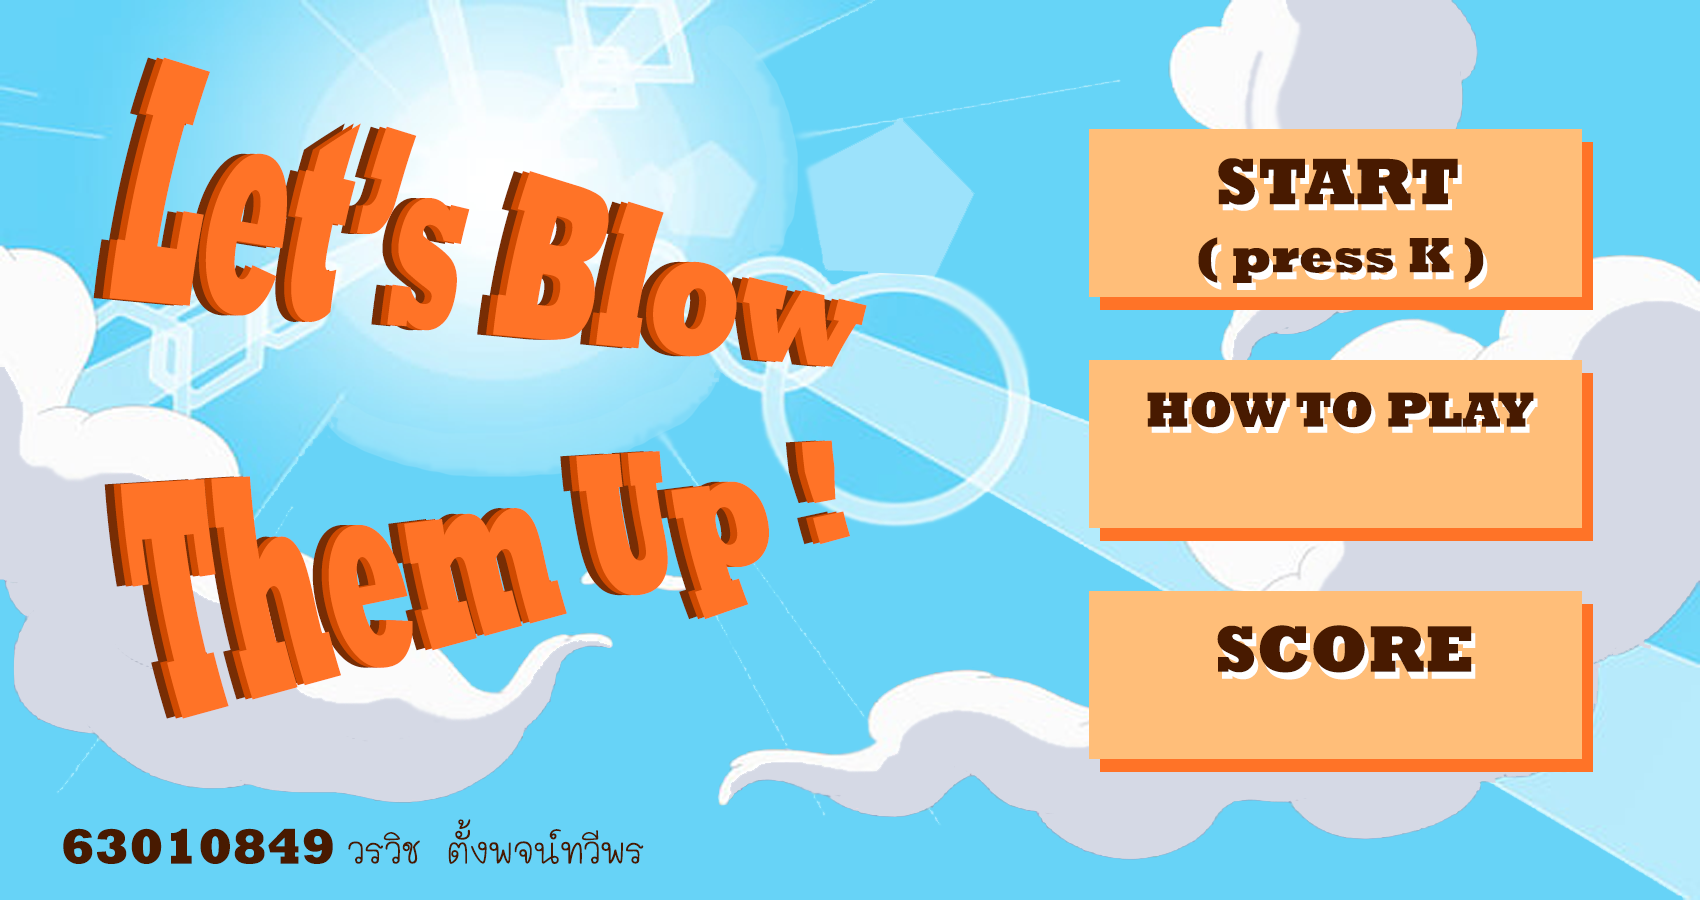 Let's Blow
Them Up !
START
( press K )
HOW TO PLAY
SCORE
63010849 วรวิช ตั้งพจน์ทวีพร